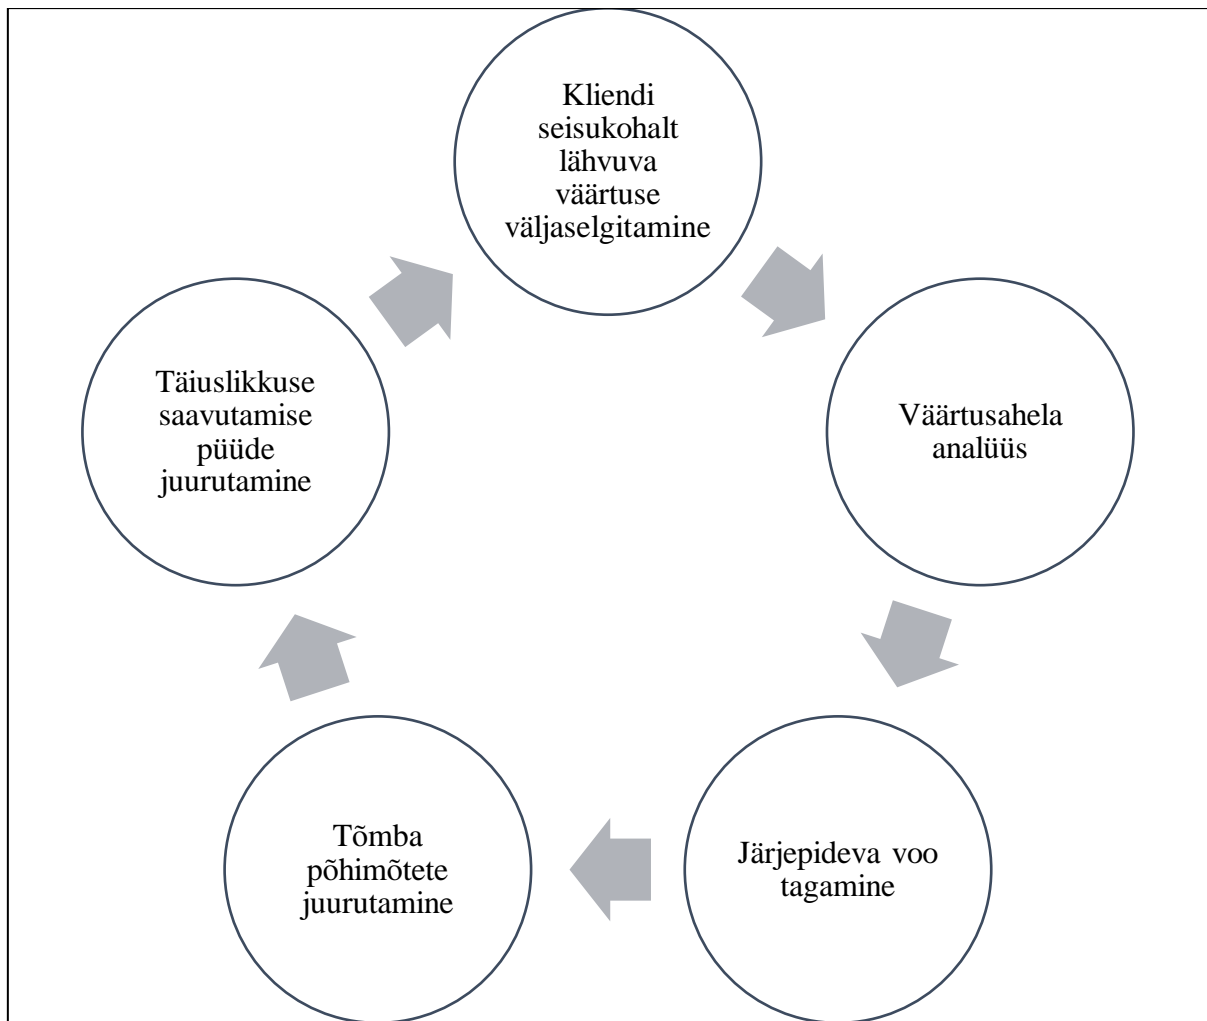 Kliendi
seisukohalt
lähvuva
väärtuse
väljaselgitamine
Väärtusahela
analüüs
Järjepideva voo
tagamine
Tõmba
põhimõtete
juurutamine
Täiuslikkuse
saavutamise
püüde
juurutamine